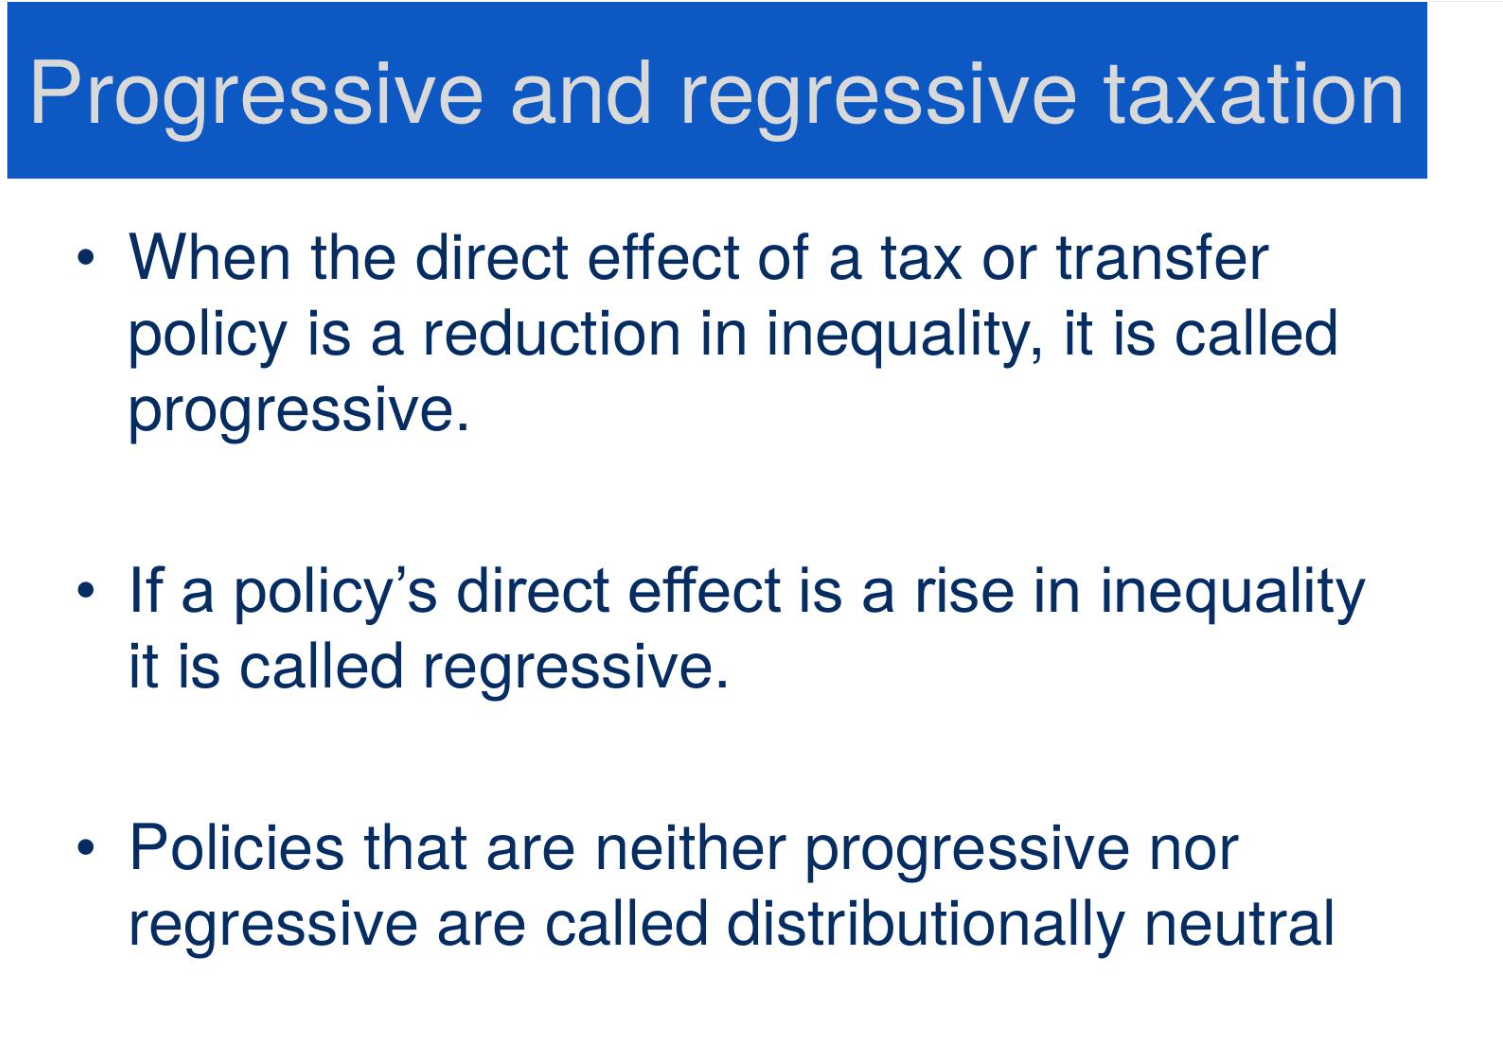 Progressive and regressive taxation
• When the direct effect of a tax or transfer
policy is a reduction in inequality, it is called
progressive.
• If a policy’s direct effect is a rise in inequality
it is called regressive.
• Policies that are neither progressive nor
regressive are called distributionally neutral